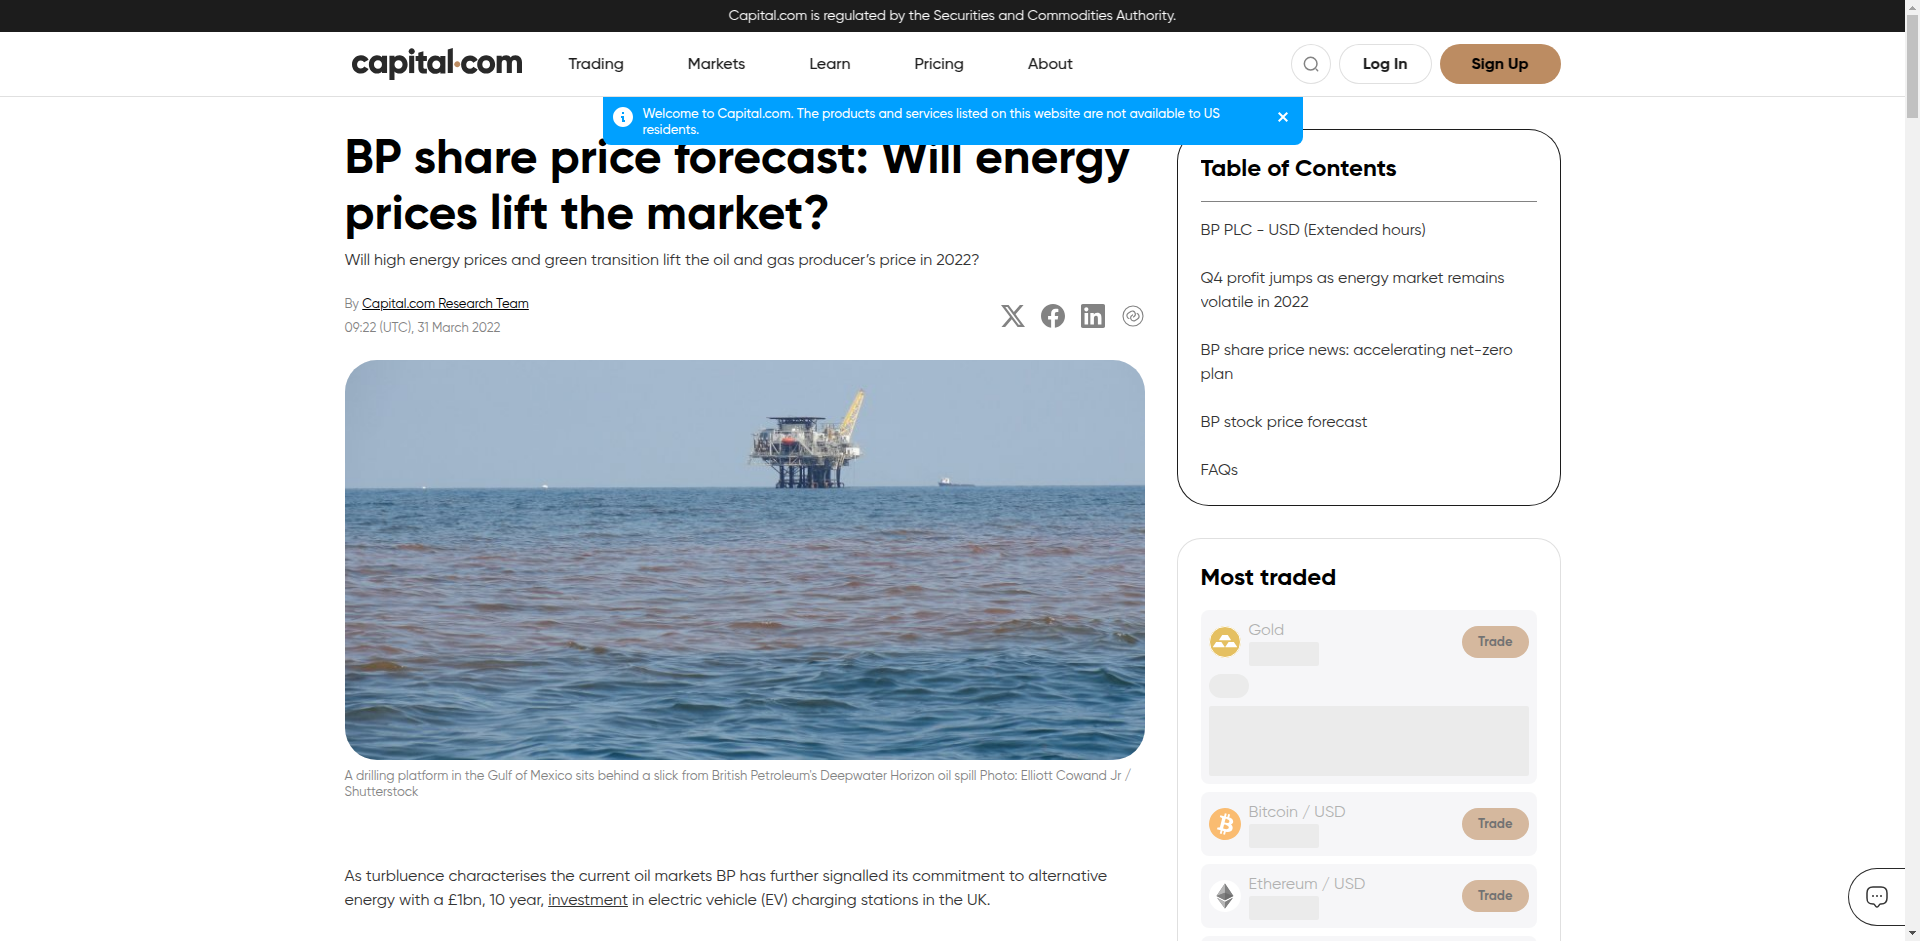 Capital.com is regulated by the Securities and Commodities Authority.
capital.com
Trading
Markets
Learn
Pricing
About
Log In
Sign Up
Welcome to Capital.com. The products and services listed on this website are not available to US
residents.
BP share price forecast: Will energy
prices lift the market?
Will high energy prices and green transition lift the oil and gas producer’s price in 2022?
By Capital.com Research Team
09:22 (UTC), 31 March 2022
A drilling platform in the Gulf of Mexico sits behind a slick from British Petroleum's Deepwater Horizon oil spill Photo: Elliott Cowand Jr /
Shutterstock
As turbluence characterises the current oil markets BP has further signalled its commitment to alternative
energy with a £1bn, 10 year, investment in electric vehicle (EV) charging stations in the UK.
Table of Contents
BP PLC - USD (Extended hours)
Q4 profit jumps as energy market remains
volatile in 2022
BP share price news: accelerating net-zero
plan
BP stock price forecast
FAQs
Most traded
Gold
Trade
Bitcoin / USD
Trade
Ethereum / USD
Trade